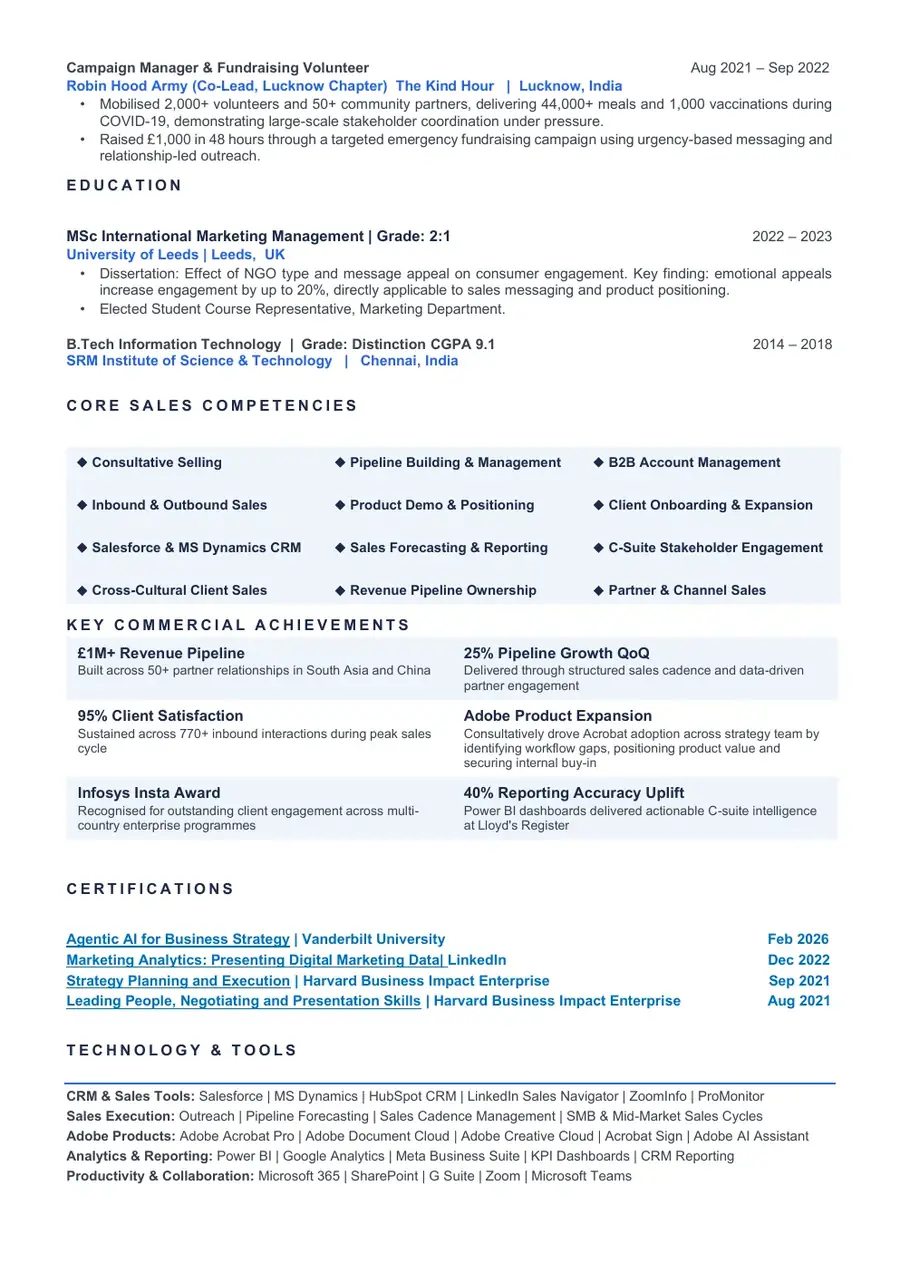 Campaign Manager & Fundraising Volunteer Aug 2021 – Sep 2022
Robin Hood Army (Co-Lead, Lucknow Chapter) The Kind Hour | Lucknow, India
• Mobilised 2,000+ volunteers and 50+ community partners, delivering 44,000+ meals and 1,000 vaccinations during
COVID-19, demonstrating large-scale stakeholder coordination under pressure.
• Raised £1,000 in 48 hours through a targeted emergency fundraising campaign using urgency-based messaging and
relationship-led outreach.
EDUCATION
MSc International Marketing Management | Grade: 2:1 2022 – 2023
University of Leeds | Leeds, UK
• Dissertation: Effect of NGO type and message appeal on consumer engagement. Key finding: emotional appeals
increase engagement by up to 20%, directly applicable to sales messaging and product positioning.
• Elected Student Course Representative, Marketing Department.
B.Tech Information Technology | Grade: Distinction CGPA 9.1 2014 – 2018
SRM Institute of Science & Technology | Chennai, India
CORE SALES COMPETENCIES
◆ Consultative Selling ◆ Pipeline Building & Management ◆ B2B Account Management
◆ Inbound & Outbound Sales ◆ Product Demo & Positioning ◆ Client Onboarding & Expansion
◆ Salesforce & MS Dynamics CRM ◆ Sales Forecasting & Reporting ◆ C-Suite Stakeholder Engagement
◆ Cross-Cultural Client Sales ◆ Revenue Pipeline Ownership ◆ Partner & Channel Sales
KEY COMMERCIAL ACHIEVEMENTS
£1M+ Revenue Pipeline
Built across 50+ partner relationships in South Asia and China
25% Pipeline Growth QoQ
Delivered through structured sales cadence and data-driven
partner engagement
95% Client Satisfaction
Sustained across 770+ inbound interactions during peak sales
cycle
Adobe Product Expansion
Consultatively drove Acrobat adoption across strategy team by
identifying workflow gaps, positioning product value and
securing internal buy-in
Infosys Insta Award
Recognised for outstanding client engagement across multi-
country enterprise programmes
40% Reporting Accuracy Uplift
Power BI dashboards delivered actionable C-suite intelligence
at Lloyd's Register
CERTIFICATIONS
Agentic AI for Business Strategy | Vanderbilt University Feb 2026
Marketing Analytics: Presenting Digital Marketing Data| LinkedIn Dec 2022
Strategy Planning and Execution | Harvard Business Impact Enterprise Sep 2021
Leading People, Negotiating and Presentation Skills | Harvard Business Impact Enterprise Aug 2021
TECHNOLOGY & TOOLS
CRM & Sales Tools: Salesforce | MS Dynamics | HubSpot CRM | LinkedIn Sales Navigator | ZoomInfo | ProMonitor
Sales Execution: Outreach | Pipeline Forecasting | Sales Cadence Management | SMB & Mid-Market Sales Cycles
Adobe Products: Adobe Acrobat Pro | Adobe Document Cloud | Adobe Creative Cloud | Acrobat Sign | Adobe AI Assistant
Analytics & Reporting: Power BI | Google Analytics | Meta Business Suite | KPI Dashboards | CRM Reporting
Productivity & Collaboration: Microsoft 365 | SharePoint | G Suite | Zoom | Microsoft Teams